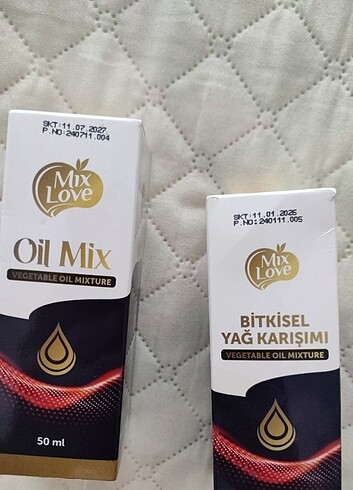 SKT:11.07.2027
P.NO:240711.004
Mix
Love
Oil Mix
VEGETABLE OIL MIXTURE
50 ml
SKT:11.01.2026
P.NO:240111.005
Mix
Love
BİTKİSEL
YAĞ KARIŞIMI
VEGETABLE OIL MIXTURE